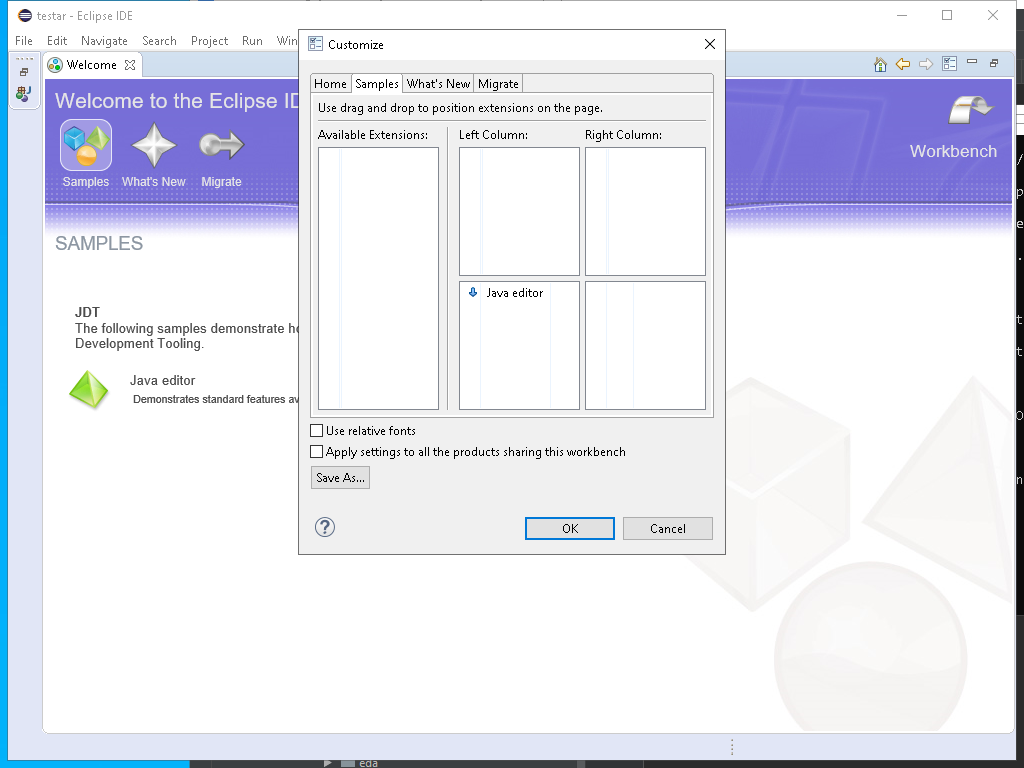 testar - Eclipse IDE
File Edit Navigate Search Project Run Win
Welcome
Welcome to the Eclipse ID
Samples What's New Migrate
Workbench
SAMPLES
JDT
The following samples demonstrate ho
Development Tooling.
Java editor
Demonstrates standard features av
Customize
Home Samples What's New Migrate
Use drag and drop to position extensions on the page.
Available Extensions: Left Column: Right Column:
Java editor
Use relative fonts
Apply settings to all the products sharing this workbench
Save As...
?
OK Cancel
eda